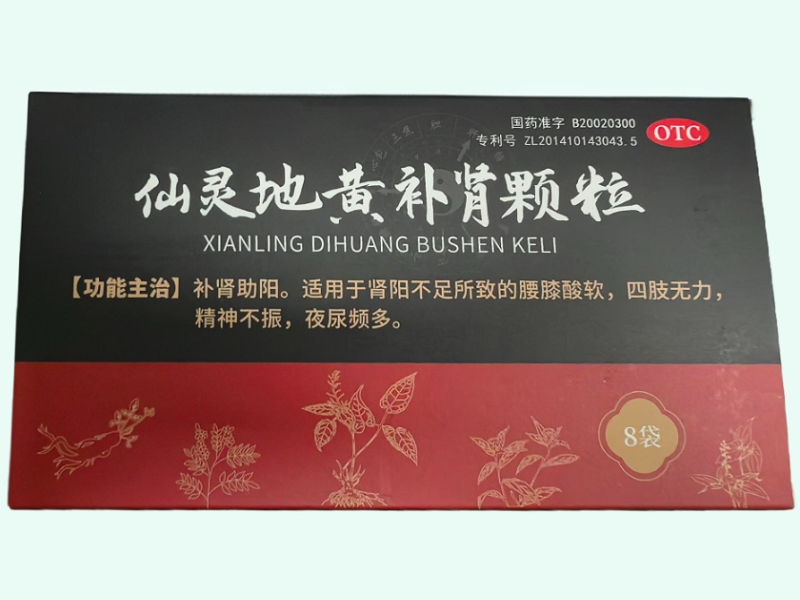 国药准字 B20020300
专利号 ZL201410143043.5
OTC
仙灵地黄补肾颗粒
XIANLING DIHUANG BUSHEN KELI
【功能主治】补肾助阳。适用于肾阳不足所致的腰膝酸软，四肢无力，
精神不振，夜尿频多。
8袋